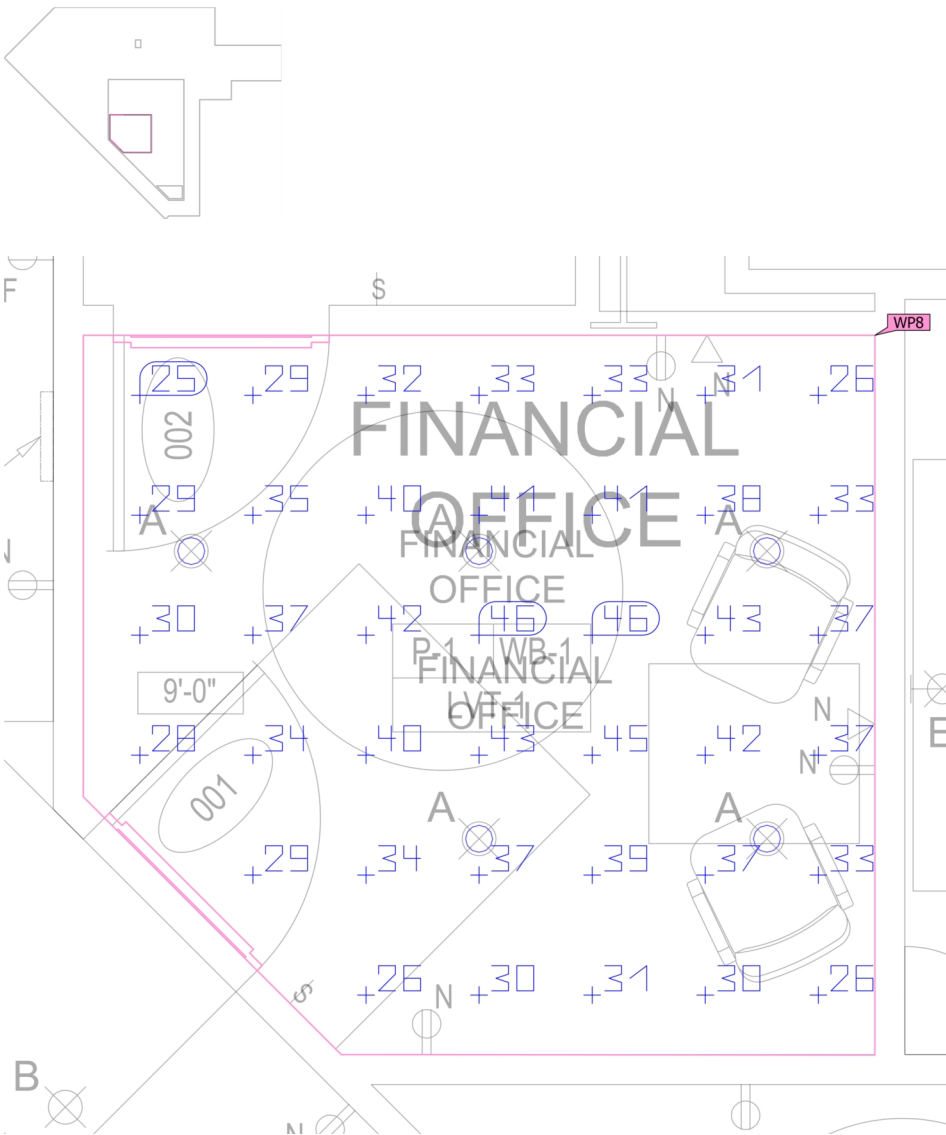 F
S
WP8
25 29 32 33 33 31 26
N N
002
FINANCIAL
29 35 40 41 41 38 33
OFFICE
A A A
FINANCIAL
OFFICE
N
30 37 42 46 46 43 37
P-1 WB-1
FINANCIAL
9'-0"
LVT-1
OFFICE
N
28 34 40 43 45 42 37
E
N
001
A A
29 34 37 39 37 33
26 30 31 30 26
S
N
B
N